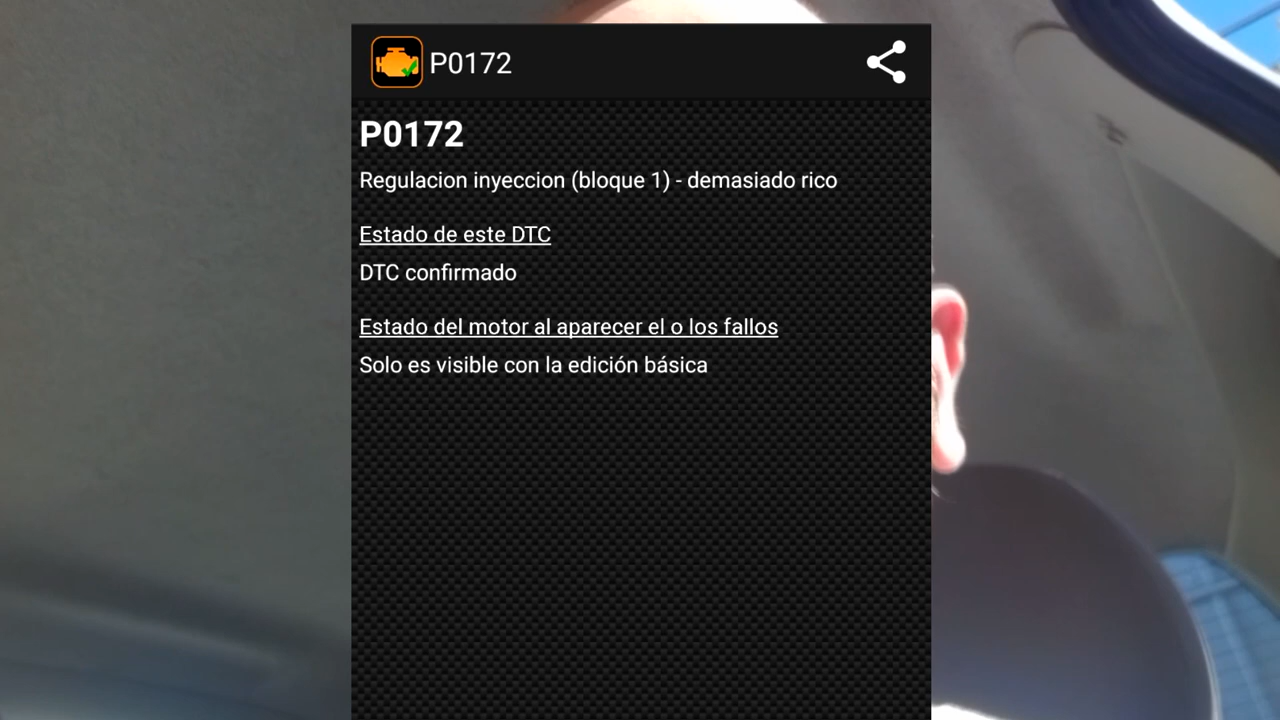 P0172
P0172
Regulacion inyeccion (bloque 1) - demasiado rico
Estado de este DTC
DTC confirmado
Estado del motor al aparecer el o los fallos
Solo es visible con la edición básica